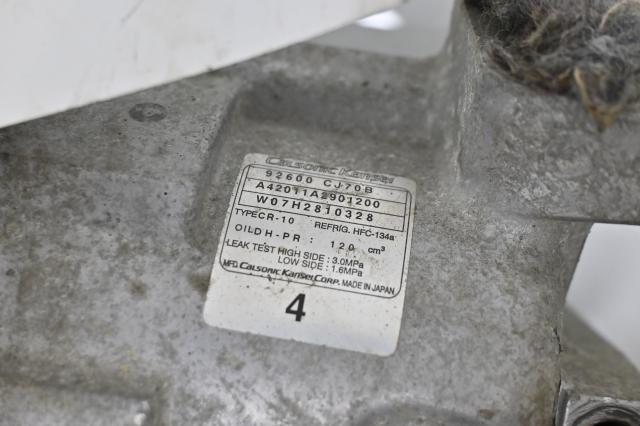 CALSONIC KANSEI
92600 CJ70B
A42011A2901200
W07H2810328
TYPECR-10 REFRIG. HFC-134a
OILDH-PR : 120 cm³
LEAK TEST HIGH SIDE : 3.0MPa
LOW SIDE : 1.6MPa
MFG. CALSONIC KANSEI CORP. MADE IN JAPAN
4